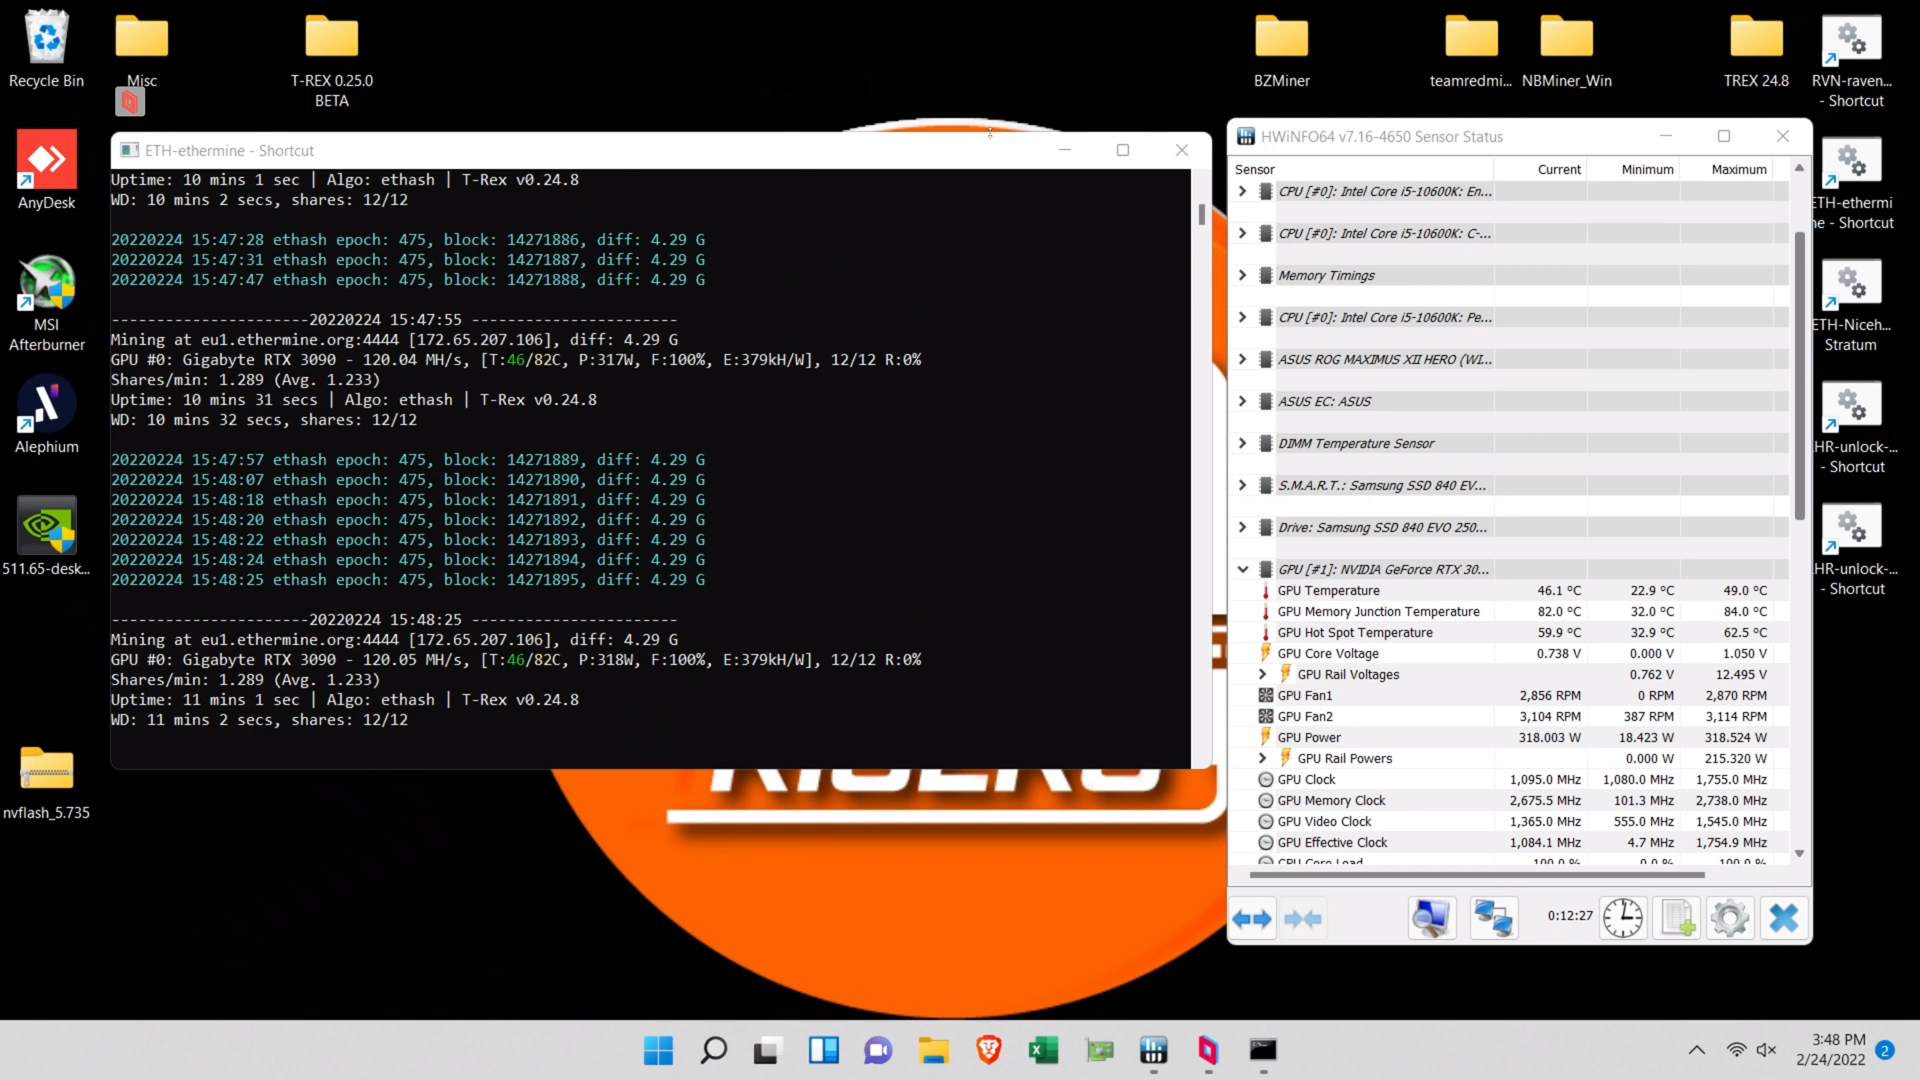 Recycle Bin
Misc
T-REX 0.25.0
BETA
BZMiner
teamredmi...
NBMiner_Win
TREX 24.8
RVN-raven...
- Shortcut
AnyDesk
MSI
Afterburner
Alephium
511.65-desk...
nvflash_5.735
ETH-ethermine - Shortcut
Uptime: 10 mins 1 sec | Algo: ethash | T-Rex v0.24.8
WD: 10 mins 2 secs, shares: 12/12
20220224 15:47:28 ethash epoch: 475, block: 14271886, diff: 4.29 G
20220224 15:47:31 ethash epoch: 475, block: 14271887, diff: 4.29 G
20220224 15:47:47 ethash epoch: 475, block: 14271888, diff: 4.29 G
----------------------20220224 15:47:55 -----------------------
Mining at eu1.ethermine.org:4444 [172.65.207.106], diff: 4.29 G
GPU #0: Gigabyte RTX 3090 - 120.04 MH/s, [T:46/82C, P:317W, F:100%, E:379kH/W], 12/12 R:0%
Shares/min: 1.289 (Avg. 1.233)
Uptime: 10 mins 31 secs | Algo: ethash | T-Rex v0.24.8
WD: 10 mins 32 secs, shares: 12/12
20220224 15:47:57 ethash epoch: 475, block: 14271889, diff: 4.29 G
20220224 15:48:07 ethash epoch: 475, block: 14271890, diff: 4.29 G
20220224 15:48:18 ethash epoch: 475, block: 14271891, diff: 4.29 G
20220224 15:48:20 ethash epoch: 475, block: 14271892, diff: 4.29 G
20220224 15:48:22 ethash epoch: 475, block: 14271893, diff: 4.29 G
20220224 15:48:24 ethash epoch: 475, block: 14271894, diff: 4.29 G
20220224 15:48:25 ethash epoch: 475, block: 14271895, diff: 4.29 G
----------------------20220224 15:48:25 -----------------------
Mining at eu1.ethermine.org:4444 [172.65.207.106], diff: 4.29 G
GPU #0: Gigabyte RTX 3090 - 120.05 MH/s, [T:46/82C, P:318W, F:100%, E:379kH/W], 12/12 R:0%
Shares/min: 1.289 (Avg. 1.233)
Uptime: 11 mins 1 sec | Algo: ethash | T-Rex v0.24.8
WD: 11 mins 2 secs, shares: 12/12
HWiNFO64 v7.16-4650 Sensor Status
Sensor Current Minimum Maximum
CPU [#0]: Intel Core i5-10600K: En...
CPU [#0]: Intel Core i5-10600K: C-...
Memory Timings
CPU [#0]: Intel Core i5-10600K: Pe...
ASUS ROG MAXIMUS XII HERO (WI...
ASUS EC: ASUS
DIMM Temperature Sensor
S.M.A.R.T.: Samsung SSD 840 EV...
Drive: Samsung SSD 840 EVO 250...
GPU [#1]: NVIDIA GeForce RTX 30...
GPU Temperature 46.1 °C 22.9 °C 49.0 °C
GPU Memory Junction Temperature 82.0 °C 32.0 °C 84.0 °C
GPU Hot Spot Temperature 59.9 °C 32.9 °C 62.5 °C
GPU Core Voltage 0.738 V 0.000 V 1.050 V
GPU Rail Voltages 0.762 V 12.495 V
GPU Fan1 2,856 RPM 0 RPM 2,870 RPM
GPU Fan2 3,104 RPM 387 RPM 3,114 RPM
GPU Power 318.003 W 18.423 W 318.524 W
GPU Rail Powers 0.000 W 215.320 W
GPU Clock 1,095.0 MHz 1,080.0 MHz 1,755.0 MHz
GPU Memory Clock 2,675.5 MHz 101.3 MHz 2,738.0 MHz
GPU Video Clock 1,365.0 MHz 555.0 MHz 1,545.0 MHz
GPU Effective Clock 1,084.1 MHz 4.7 MHz 1,754.9 MHz
GPU Core Load 100.0 % 0.0 % 100.0 %
0:12:27
ETH-ethermi
ne - Shortcut
ETH-Niceh...
Stratum
HR-unlock-...
- Shortcut
HR-unlock-...
- Shortcut
3:48 PM
2/24/2022
2